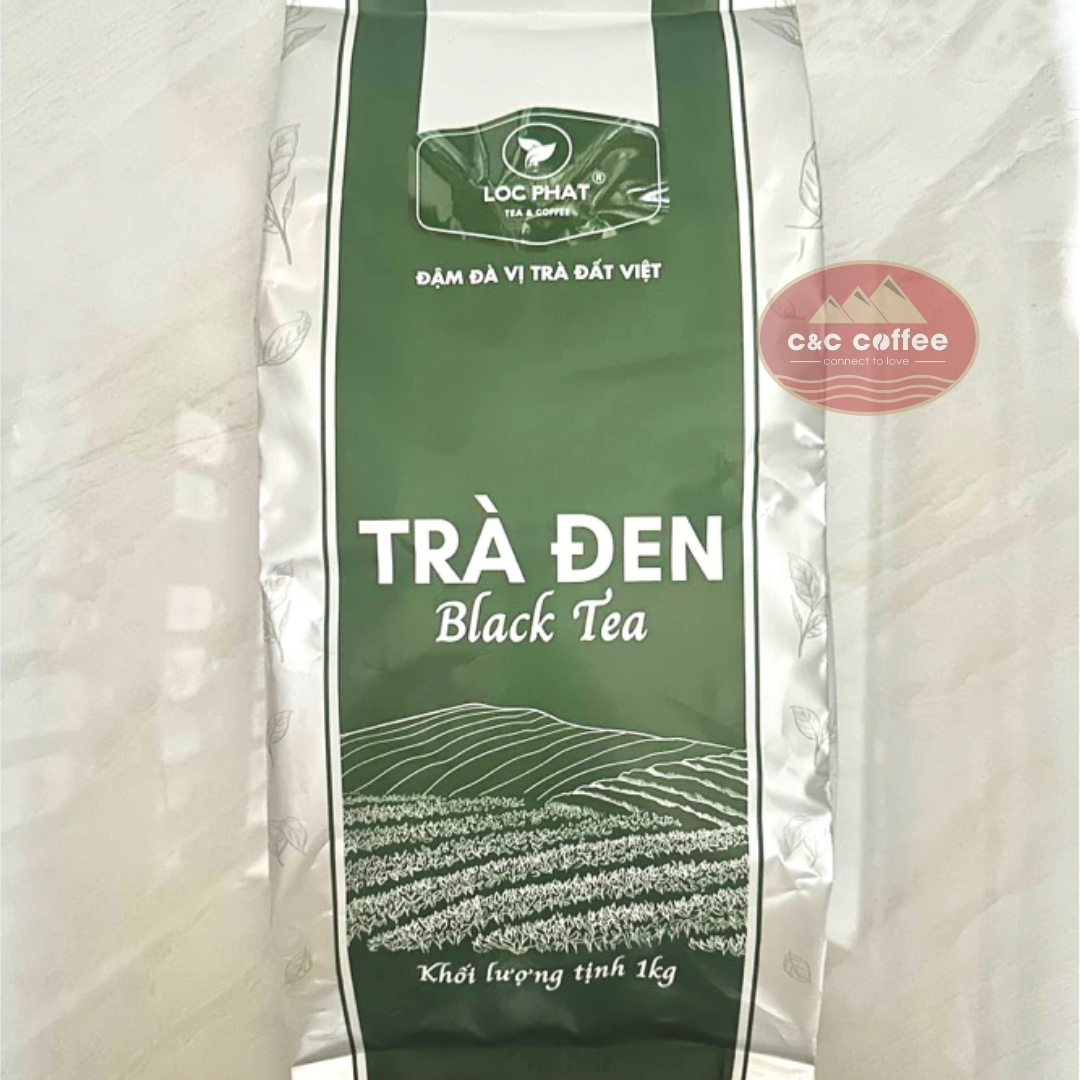 LOC PHAT
®
TEA & COFFEE
ĐẬM ĐÀ VỊ TRÀ ĐẤT VIỆT
c&c coffee
connect to love
TRÀ ĐEN
Black Tea
Khối lượng tịnh 1kg